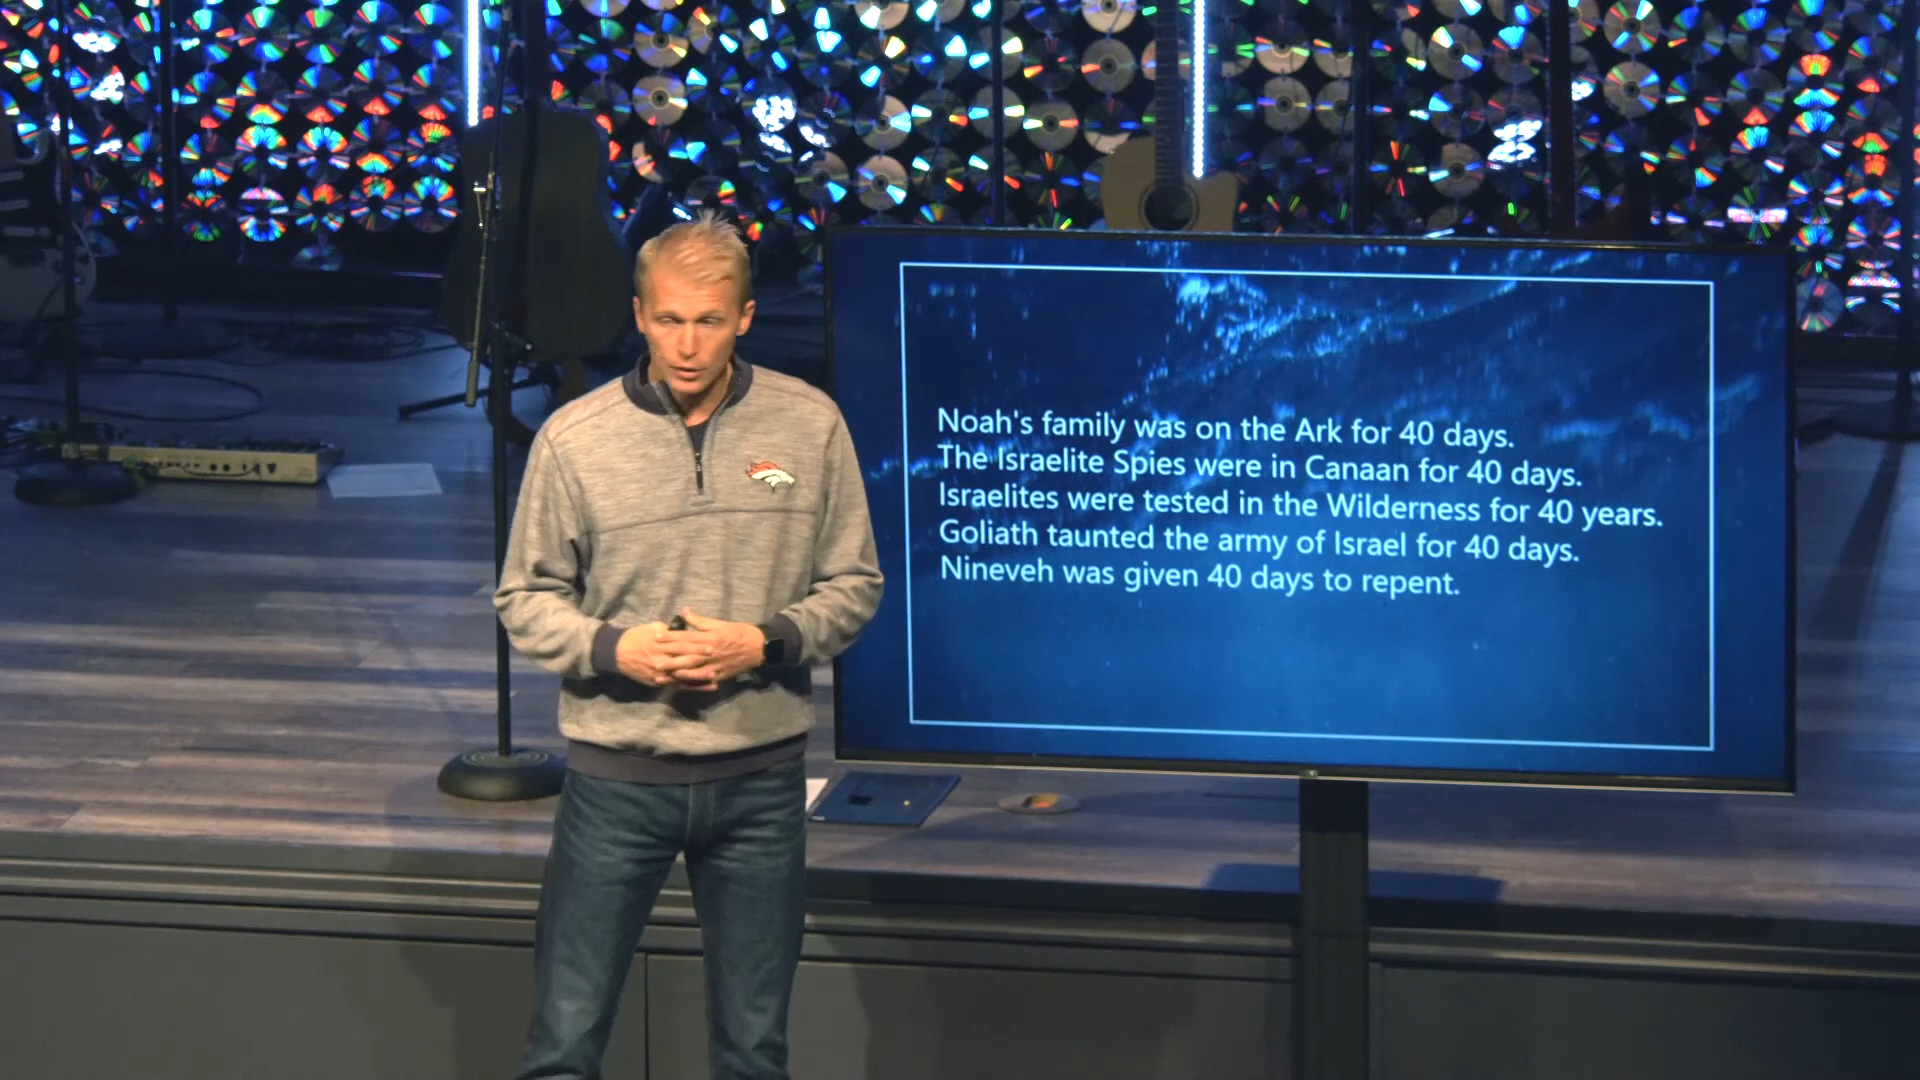 Noah's family was on the Ark for 40 days.
The Israelite Spies were in Canaan for 40 days.
Israelites were tested in the Wilderness for 40 years.
Goliath taunted the army of Israel for 40 days.
Nineveh was given 40 days to repent.